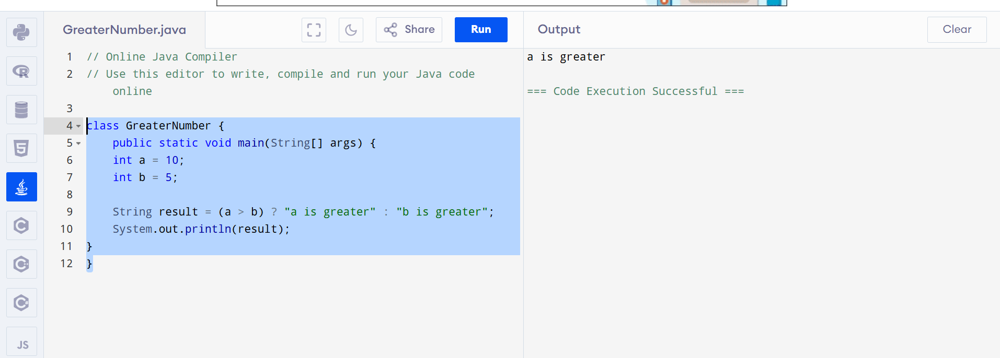 GreaterNumber.java
Share
Run
Output
Clear
1 // Online Java Compiler
2 // Use this editor to write, compile and run your Java code
online
3
4 class GreaterNumber {
5 public static void main(String[] args) {
6 int a = 10;
7 int b = 5;
8
9 String result = (a > b) ? "a is greater" : "b is greater";
10 System.out.println(result);
11 }
12 }
a is greater
=== Code Execution Successful ===
R
5
C
C++
C#
JS